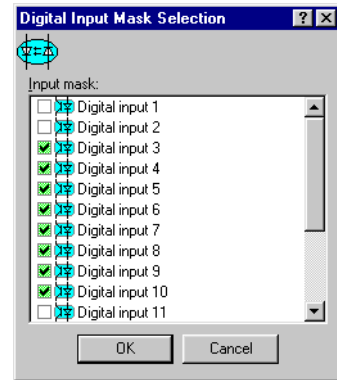 Digital Input Mask Selection
Input mask:
Digital input 1
Digital input 2
Digital input 3
Digital input 4
Digital input 5
Digital input 6
Digital input 7
Digital input 8
Digital input 9
Digital input 10
Digital input 11
OK Cancel